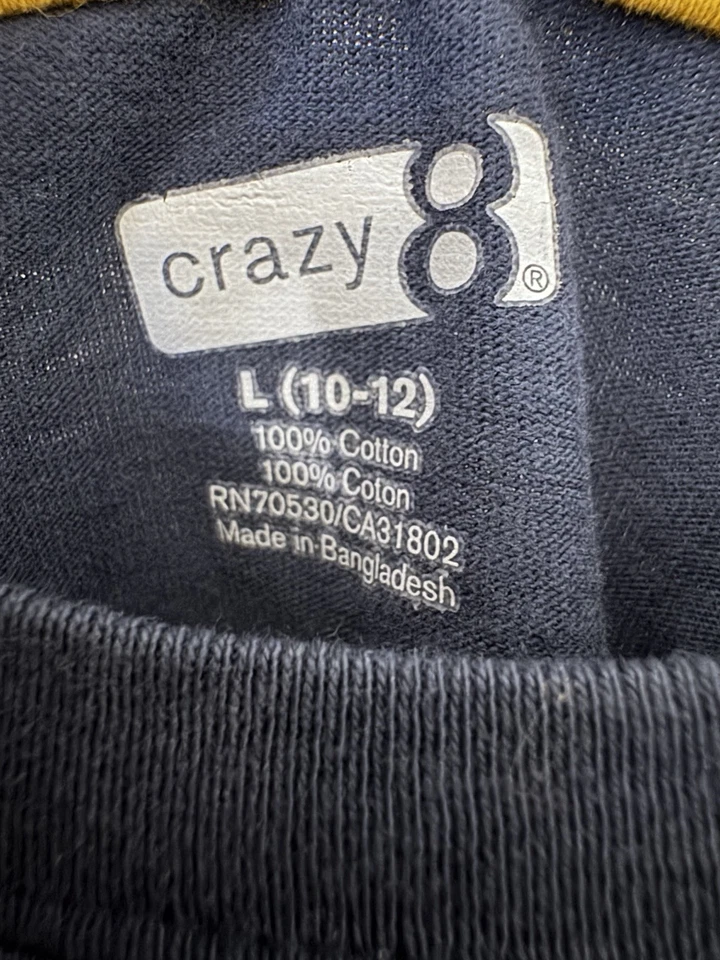 crazy 8 ®
L (10-12)
100% Cotton
100% Coton
RN70530/CA31802
Made in Bangladesh